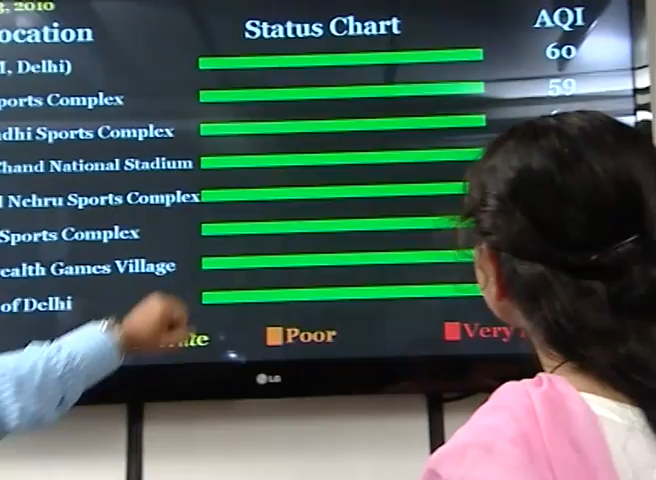 3, 2010
ocation Status Chart AQI
I, Delhi) 60
ports Complex 59
dhi Sports Complex
Chand National Stadium
l Nehru Sports Complex
Sports Complex
ealth Games Village
of Delhi
Poor Very
LG